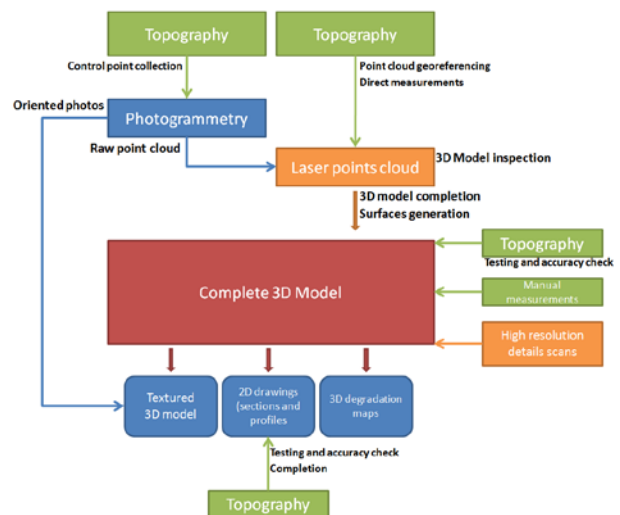 Topography
Topography
Control point collection
Point cloud georeferencing
Direct measurements
Oriented photos
Photogrammetry
Raw point cloud
Laser points cloud
3D Model inspection
3D model completion
Surfaces generation
Topography
Testing and accuracy check
Complete 3D Model
Manual
measurements
High resolution
details scans
Textured
3D model
2D drawings
(sections and
profiles
3D degradation
maps
Testing and accuracy check
Completion
Topography